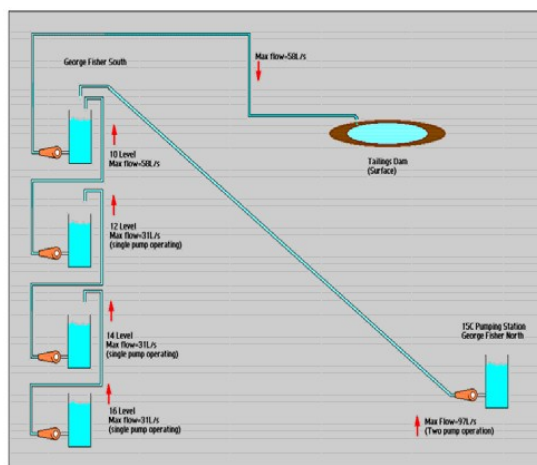 George Fisher South
Max flow=58L/s
10 Level
Max flow=58L/s
Tailings Dam
(Surface)
12 Level
Max flow=31L/s
(single pump operating)
14 Level
Max flow=31L/s
(single pump operating)
15C Pumping Station
George Fisher North
16 Level
Max flow=31L/s
(single pump operating)
Max Flow=97L/s
(Two pump operation)